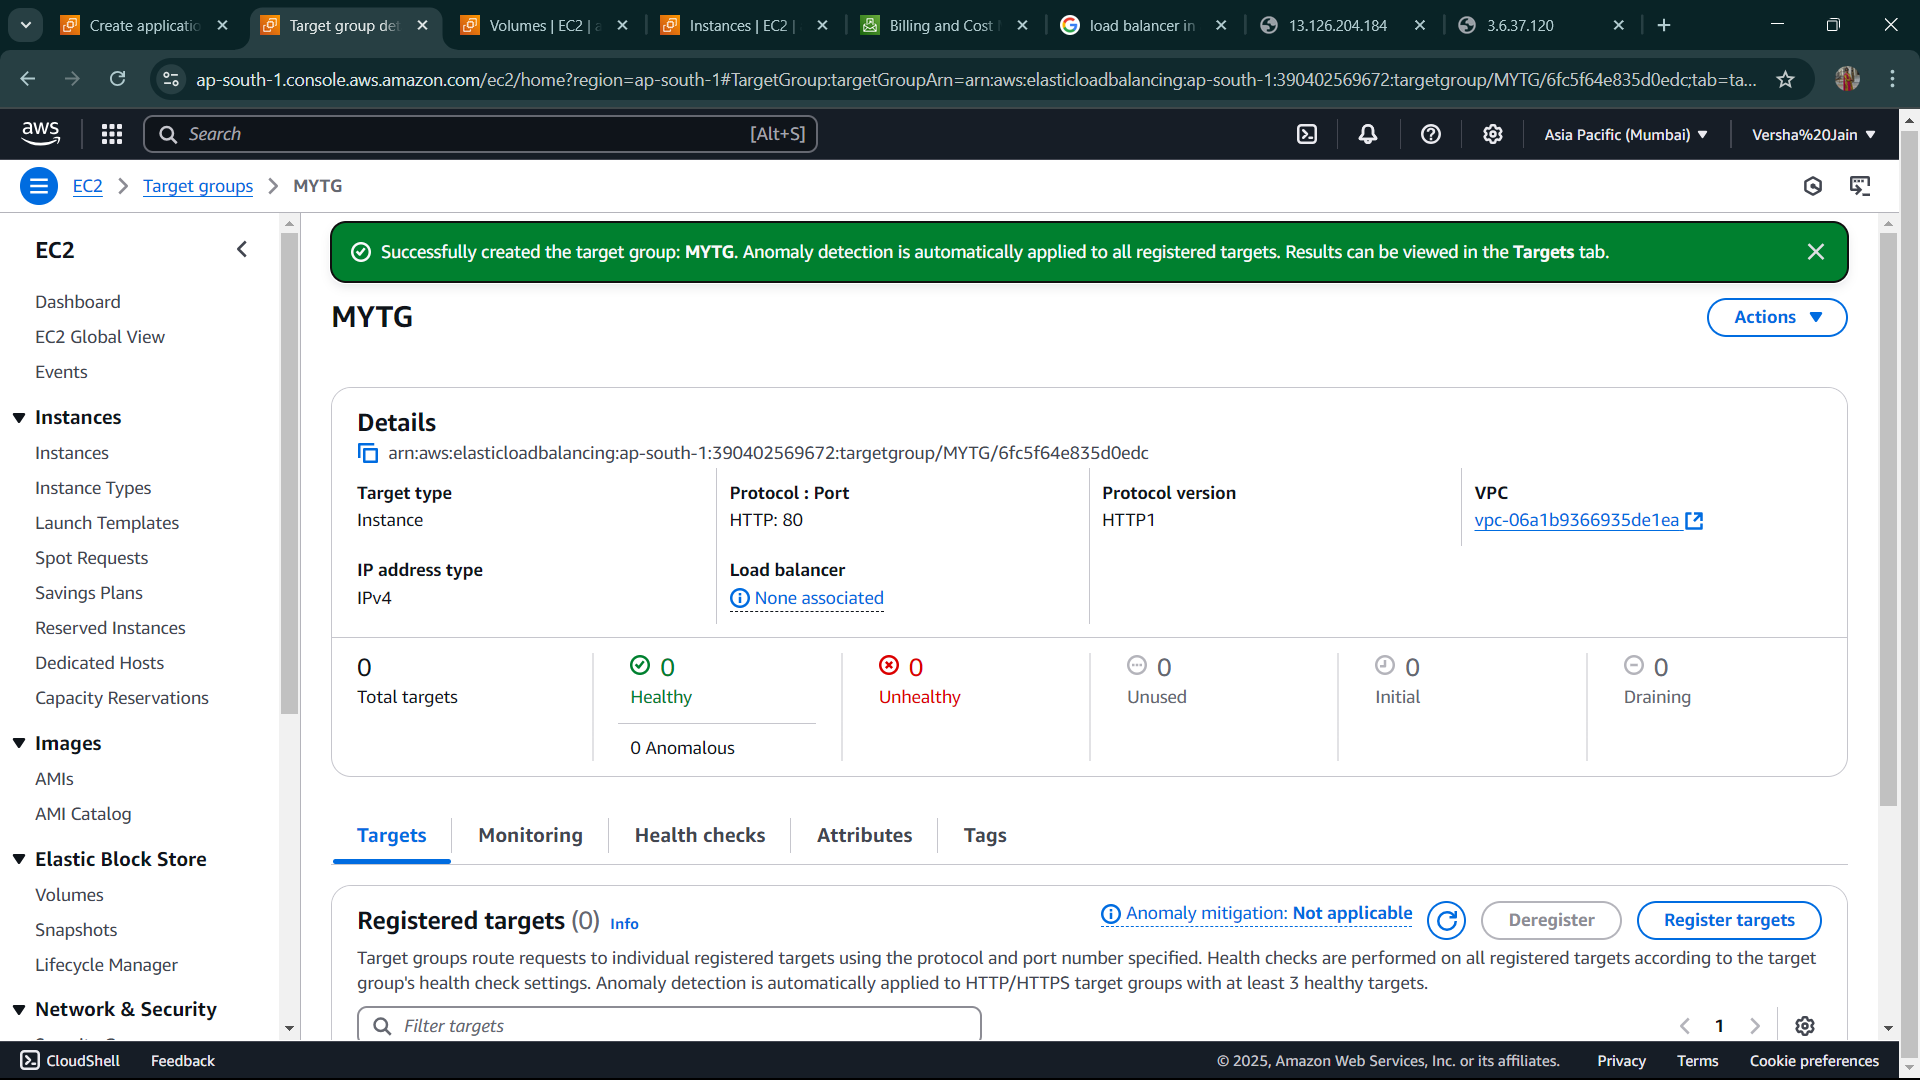 Create applicatio
Target group det
Volumes | EC2 | a
Instances | EC2 |
Billing and Cost
load balancer in
13.126.204.184
3.6.37.120
ap-south-1.console.aws.amazon.com/ec2/home?region=ap-south-1#TargetGroup:targetGroupArn=arn:aws:elasticloadbalancing:ap-south-1:390402569672:targetgroup/MYTG/6fc5f64e835d0edc;tab=ta...
aws
Search
[Alt+S]
Asia Pacific (Mumbai)
Versha%20Jain
EC2
Target groups
MYTG
EC2
Dashboard
EC2 Global View
Events
Instances
Instances
Instance Types
Launch Templates
Spot Requests
Savings Plans
Reserved Instances
Dedicated Hosts
Capacity Reservations
Images
AMIs
AMI Catalog
Elastic Block Store
Volumes
Snapshots
Lifecycle Manager
Network & Security
Successfully created the target group: MYTG. Anomaly detection is automatically applied to all registered targets. Results can be viewed in the Targets tab.
MYTG
Actions
Details
arn:aws:elasticloadbalancing:ap-south-1:390402569672:targetgroup/MYTG/6fc5f64e835d0edc
Target type
Instance
Protocol : Port
HTTP: 80
Protocol version
HTTP1
VPC
vpc-06a1b9366935de1ea
IP address type
IPv4
Load balancer
None associated
0
Total targets
0
Healthy
0 Anomalous
0
Unhealthy
0
Unused
0
Initial
0
Draining
Targets
Monitoring
Health checks
Attributes
Tags
Registered targets (0) Info
Anomaly mitigation: Not applicable
Deregister
Register targets
Target groups route requests to individual registered targets using the protocol and port number specified. Health checks are performed on all registered targets according to the target
group's health check settings. Anomaly detection is automatically applied to HTTP/HTTPS target groups with at least 3 healthy targets.
Filter targets
1
CloudShell
Feedback
© 2025, Amazon Web Services, Inc. or its affiliates.
Privacy
Terms
Cookie preferences